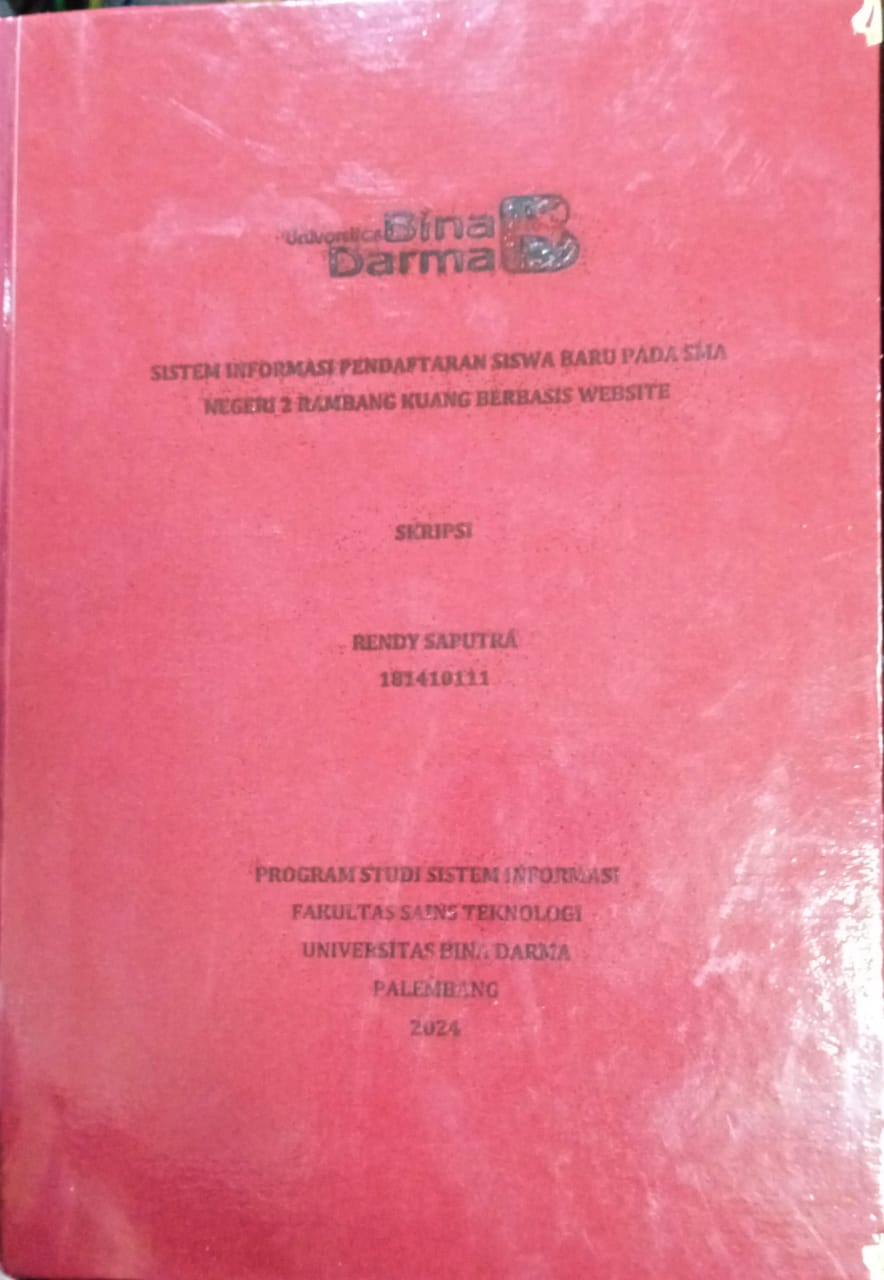 Universitas Bina
Darma
SISTEM INFORMASI PENDAFTARAN SISWA BARU PADA SMA
NEGERI 2 RAMBANG KUANG BERBASIS WEBSITE
SKRIPSI
RENDY SAPUTRA
181410111
PROGRAM STUDI SISTEM INFORMASI
FAKULTAS SAINS TEKNOLOGI
UNIVERSITAS BINA DARMA
PALEMBANG
2024